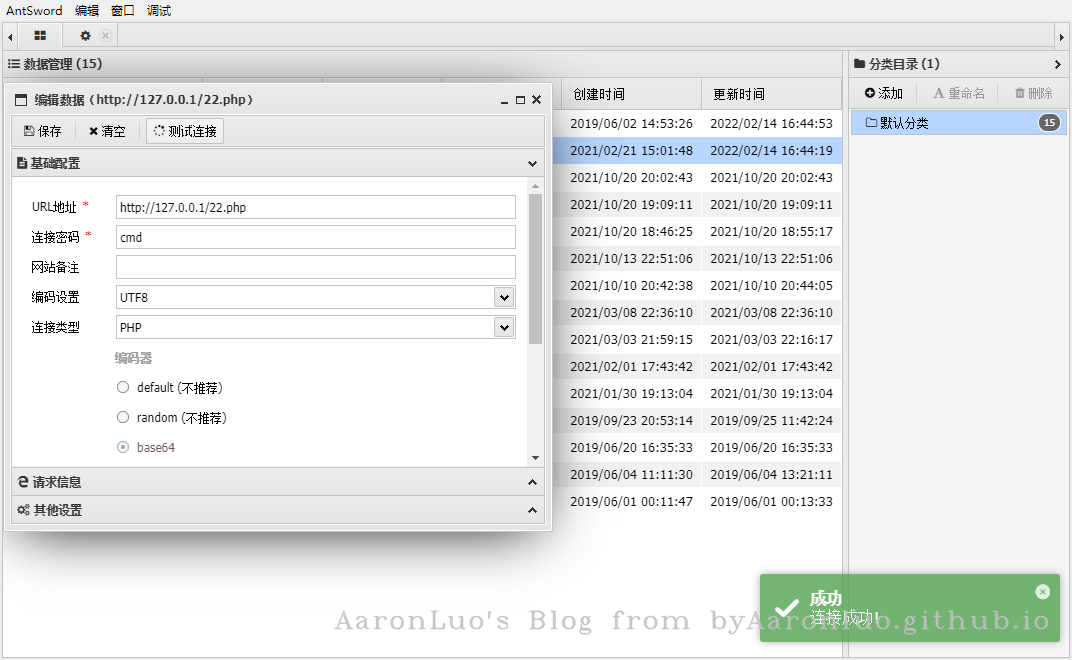 AntSword 编辑 窗口 调试
数据管理 (15)
分类目录 (1)
编辑数据 (http://127.0.0.1/22.php)
创建时间 更新时间
添加 重命名 删除
保存 清空 测试连接
默认分类 15
基础配置
URL地址 * http://127.0.0.1/22.php
连接密码 * cmd
网站备注
编码设置 UTF8
连接类型 PHP
编码器
default (不推荐)
random (不推荐)
base64
请求信息
其他设置
2019/06/02 14:53:26 2022/02/14 16:44:53
2021/02/21 15:01:48 2022/02/14 16:44:19
2021/10/20 20:02:43 2021/10/20 20:02:43
2021/10/20 19:09:11 2021/10/20 19:09:11
2021/10/20 18:46:25 2021/10/20 18:55:17
2021/10/13 22:51:06 2021/10/13 22:51:06
2021/10/10 20:42:38 2021/10/10 20:44:05
2021/03/08 22:36:10 2021/03/08 22:36:10
2021/03/03 21:59:15 2021/03/03 22:16:17
2021/02/01 17:43:42 2021/02/01 17:43:42
2021/01/30 19:13:04 2021/01/30 19:13:04
2019/09/23 20:53:14 2019/09/25 11:42:24
2019/06/20 16:35:33 2019/06/20 16:35:33
2019/06/04 11:11:30 2019/06/04 13:21:11
2019/06/01 00:11:47 2019/06/01 00:13:33
成功
连接成功!
AaronLuo's Blog from byAaronluo.github.io